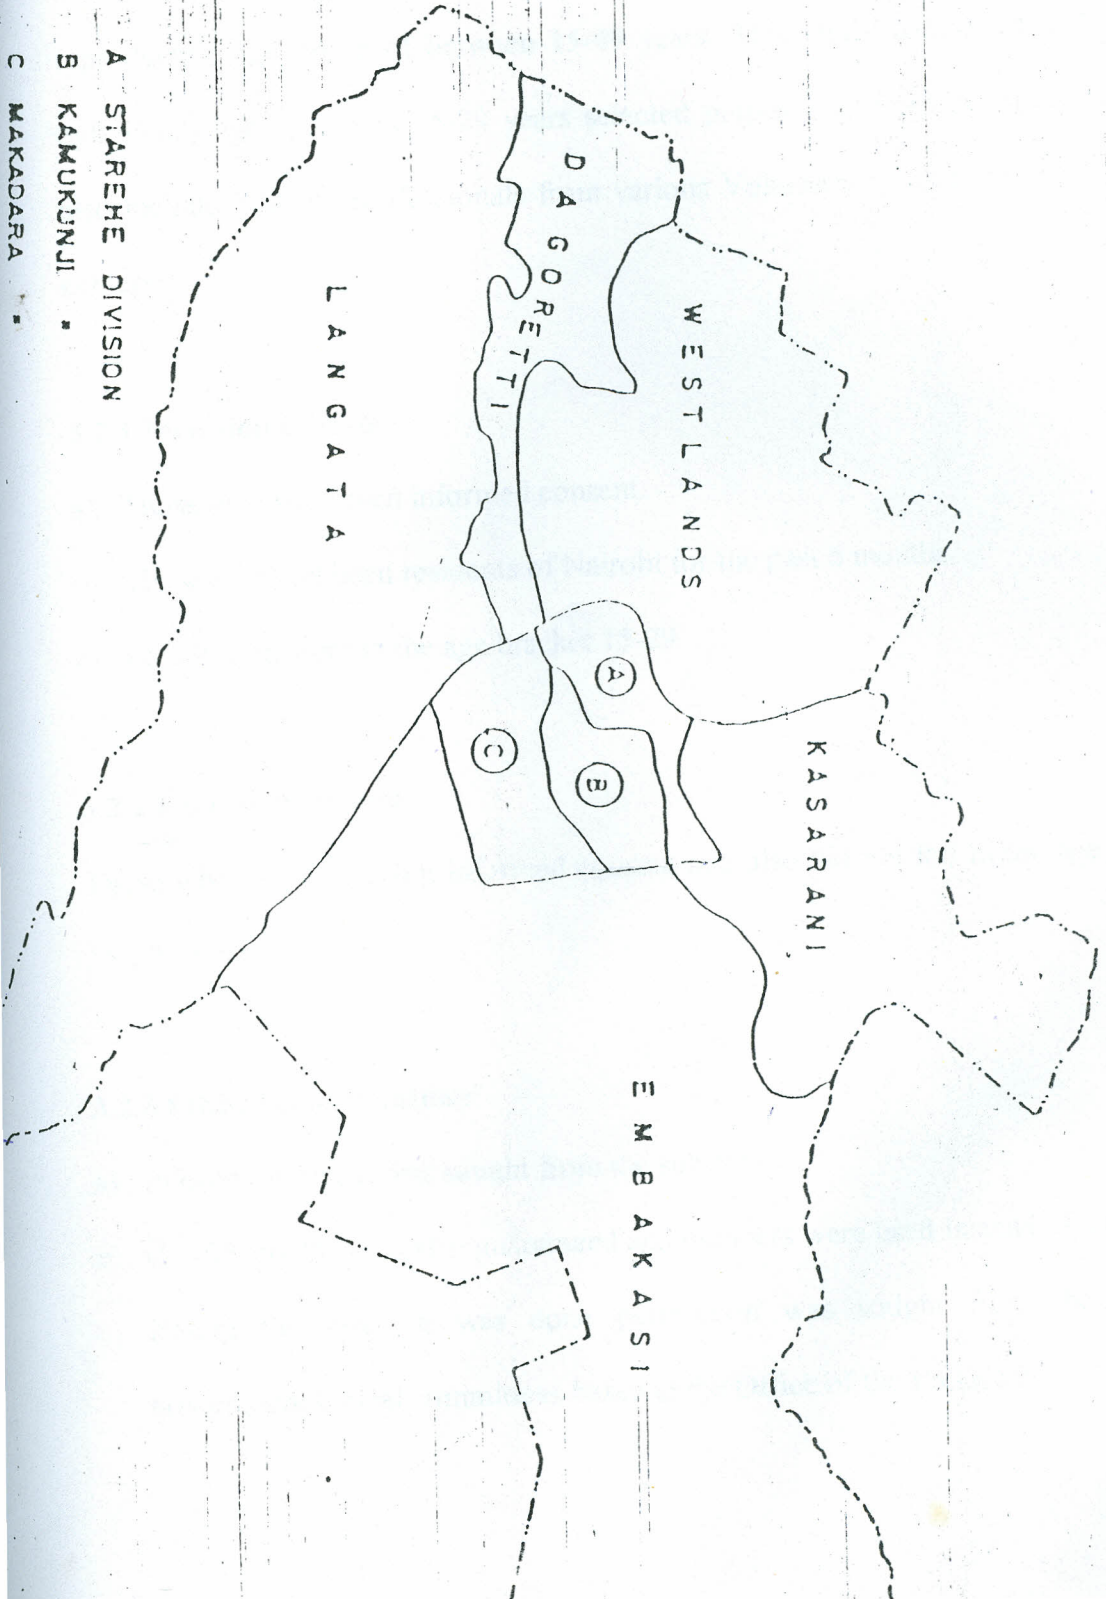 WESTLANDS
KASARANI
DAGORETTI
EMBAKASI
LANGATA
A
B
C
A STAREHE DIVISION
B KAMUKUNJI "
C MAKADARA "